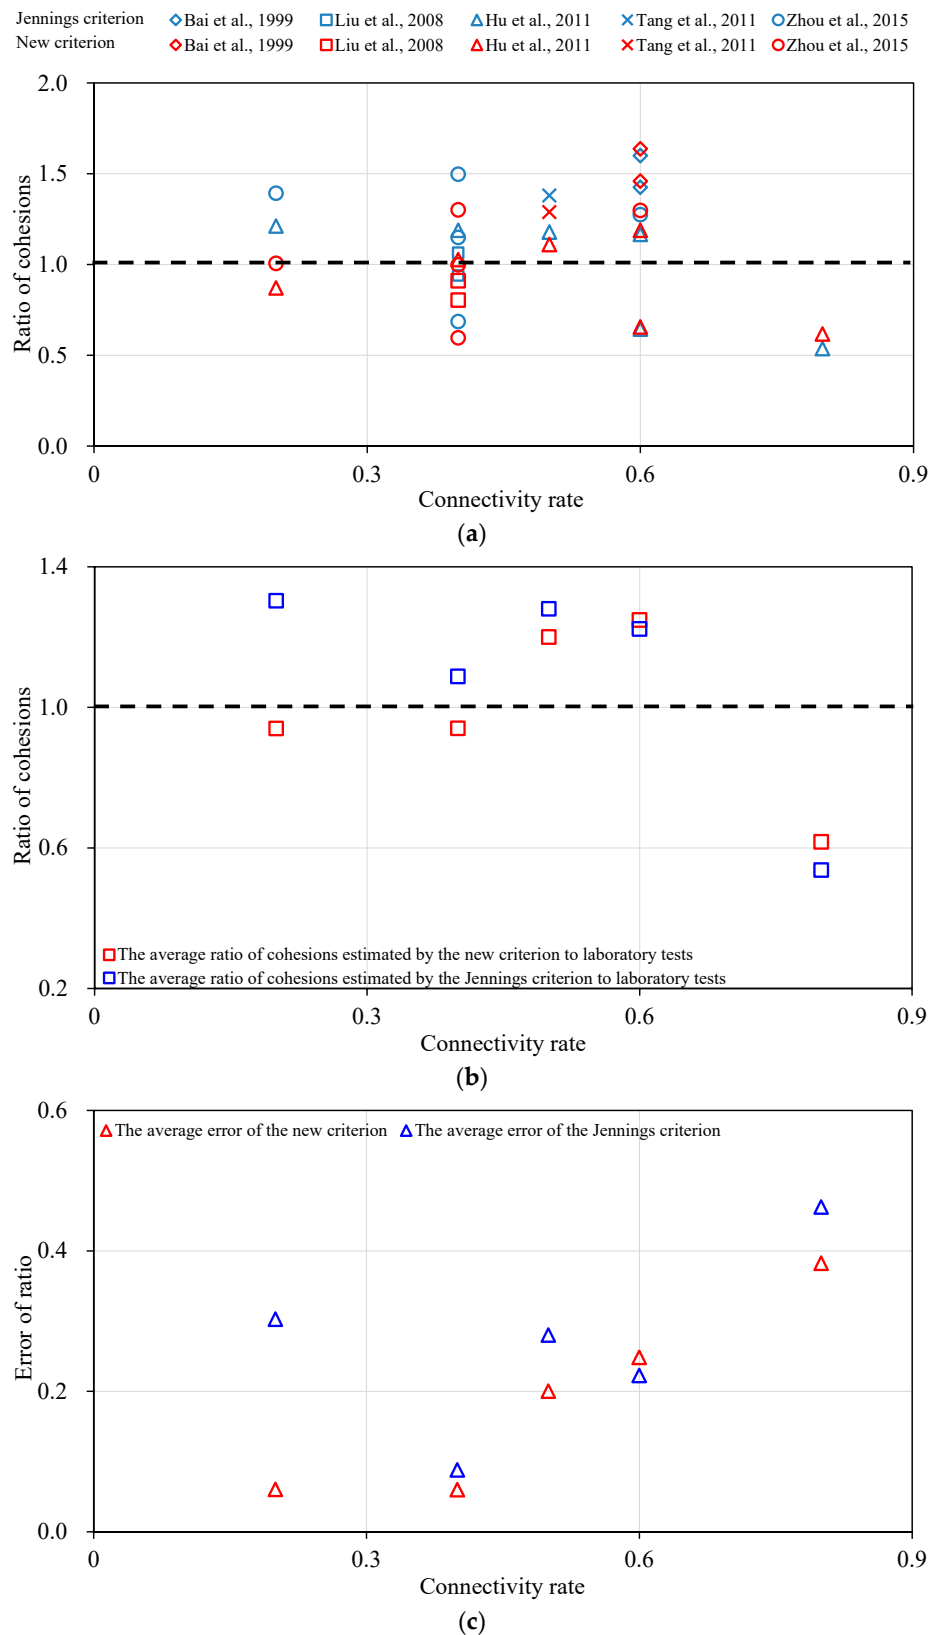 Jennings criterion Bai et al., 1999 Liu et al., 2008 Hu et al., 2011 Tang et al., 2011 Zhou et al., 2015
New criterion Bai et al., 1999 Liu et al., 2008 Hu et al., 2011 Tang et al., 2011 Zhou et al., 2015
2.0
1.5
1.0
0.5
0.0
Ratio of cohesions
0 0.3 0.6 0.9
Connectivity rate
(a)
1.4
1.0
0.6
0.2
Ratio of cohesions
The average ratio of cohesions estimated by the new criterion to laboratory tests
The average ratio of cohesions estimated by the Jennings criterion to laboratory tests
0 0.3 0.6 0.9
Connectivity rate
(b)
0.6
0.4
0.2
0.0
Error of ratio
The average error of the new criterion The average error of the Jennings criterion
0 0.3 0.6 0.9
Connectivity rate
(c)